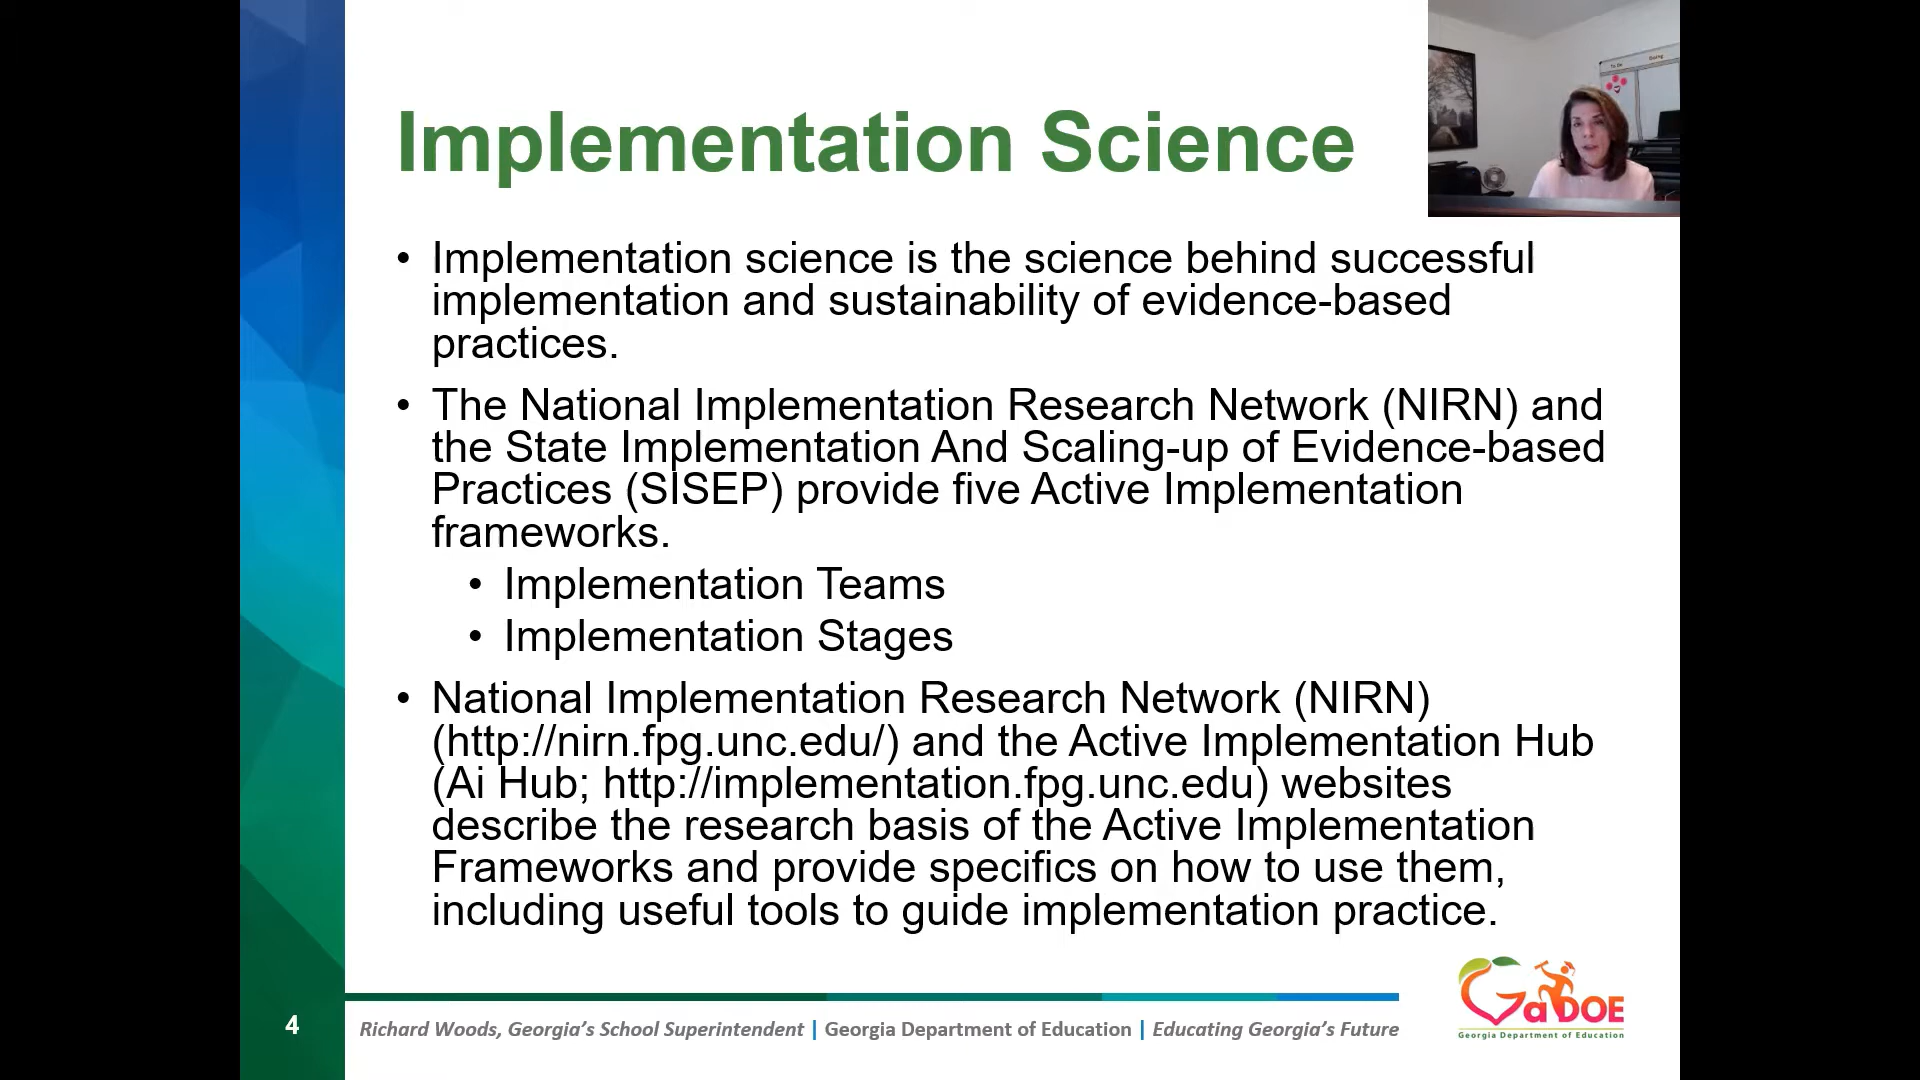 Implementation Science
To Do
Doing
• Implementation science is the science behind successful
implementation and sustainability of evidence-based
practices.
• The National Implementation Research Network (NIRN) and
the State Implementation And Scaling-up of Evidence-based
Practices (SISEP) provide five Active Implementation
frameworks.
• Implementation Teams
• Implementation Stages
• National Implementation Research Network (NIRN)
(http://nirn.fpg.unc.edu/) and the Active Implementation Hub
(Ai Hub; http://implementation.fpg.unc.edu) websites
describe the research basis of the Active Implementation
Frameworks and provide specifics on how to use them,
including useful tools to guide implementation practice.
4
Richard Woods, Georgia’s School Superintendent | Georgia Department of Education | Educating Georgia’s Future
GaDOE
Georgia Department of Education